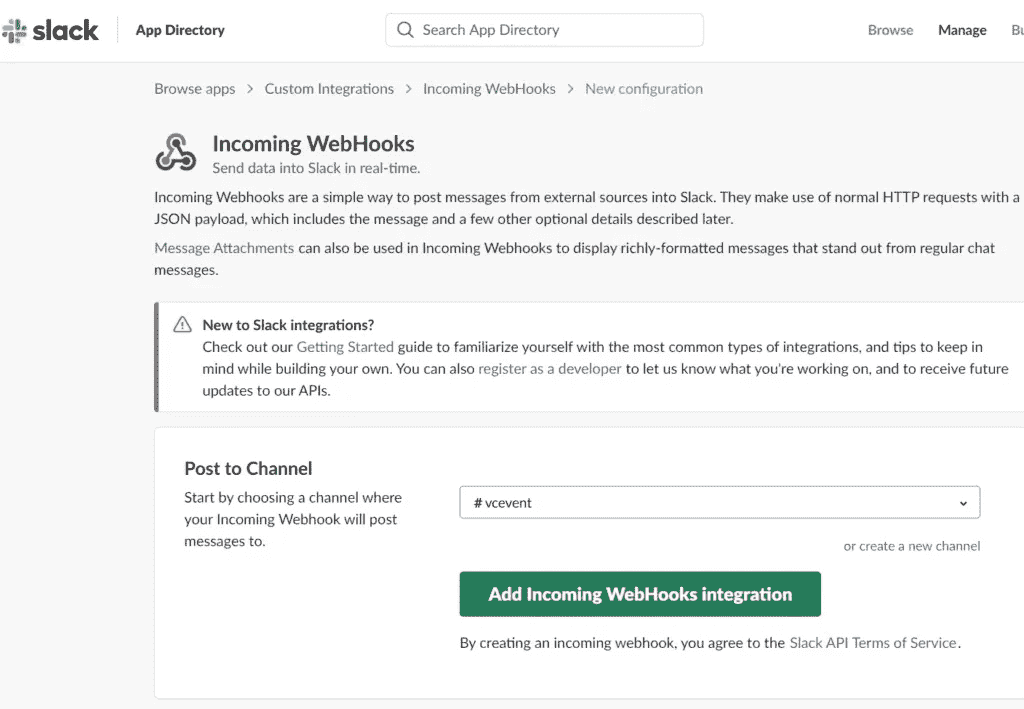 slack App Directory Search App Directory Browse Manage
Browse apps > Custom Integrations > Incoming WebHooks > New configuration
Incoming WebHooks
Send data into Slack in real-time.
Incoming Webhooks are a simple way to post messages from external sources into Slack. They make use of normal HTTP requests with a
JSON payload, which includes the message and a few other optional details described later.
Message Attachments can also be used in Incoming Webhooks to display richly-formatted messages that stand out from regular chat
messages.
New to Slack integrations?
Check out our Getting Started guide to familiarize yourself with the most common types of integrations, and tips to keep in
mind while building your own. You can also register as a developer to let us know what you're working on, and to receive future
updates to our APIs.
Post to Channel
Start by choosing a channel where
your Incoming Webhook will post
messages to.
# vcevent
or create a new channel
Add Incoming WebHooks integration
By creating an incoming webhook, you agree to the Slack API Terms of Service.